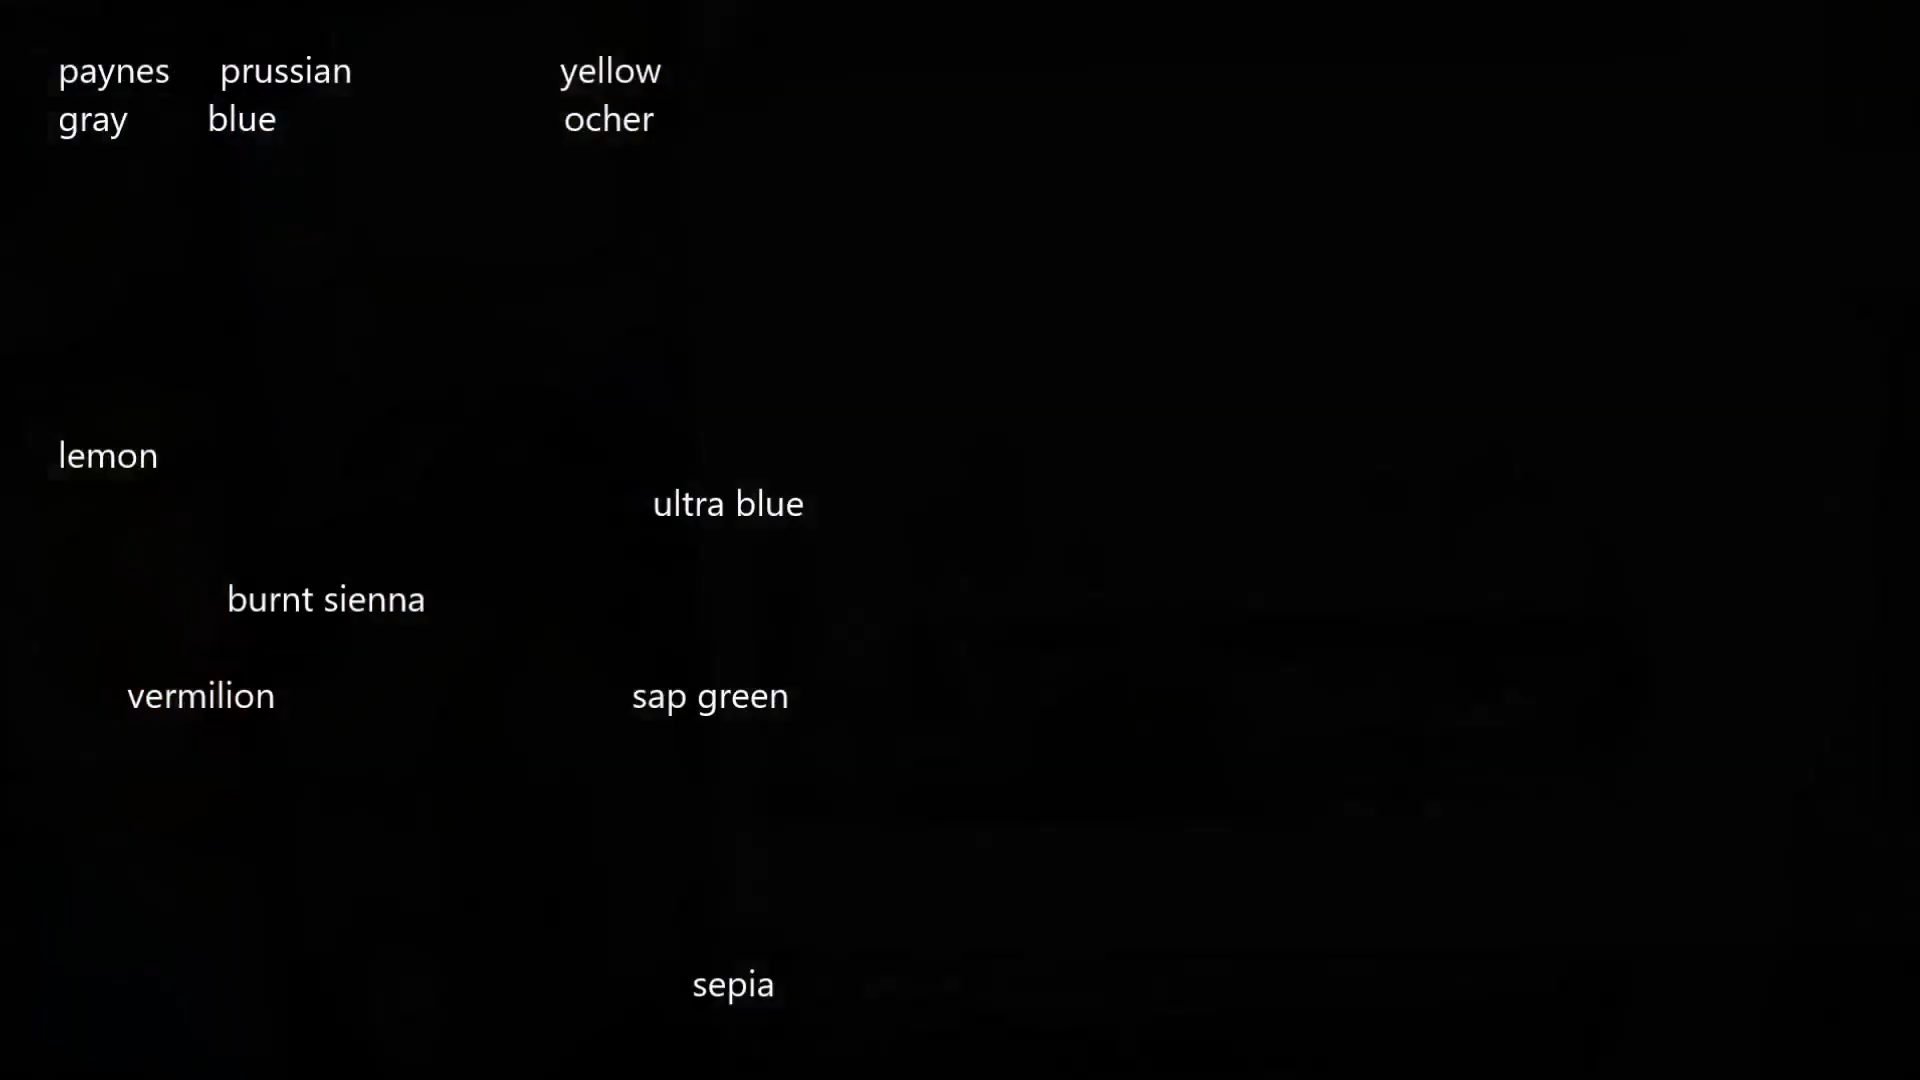 paynes prussian yellow
gray blue ocher
lemon
ultra blue
burnt sienna
vermilion sap green
sepia